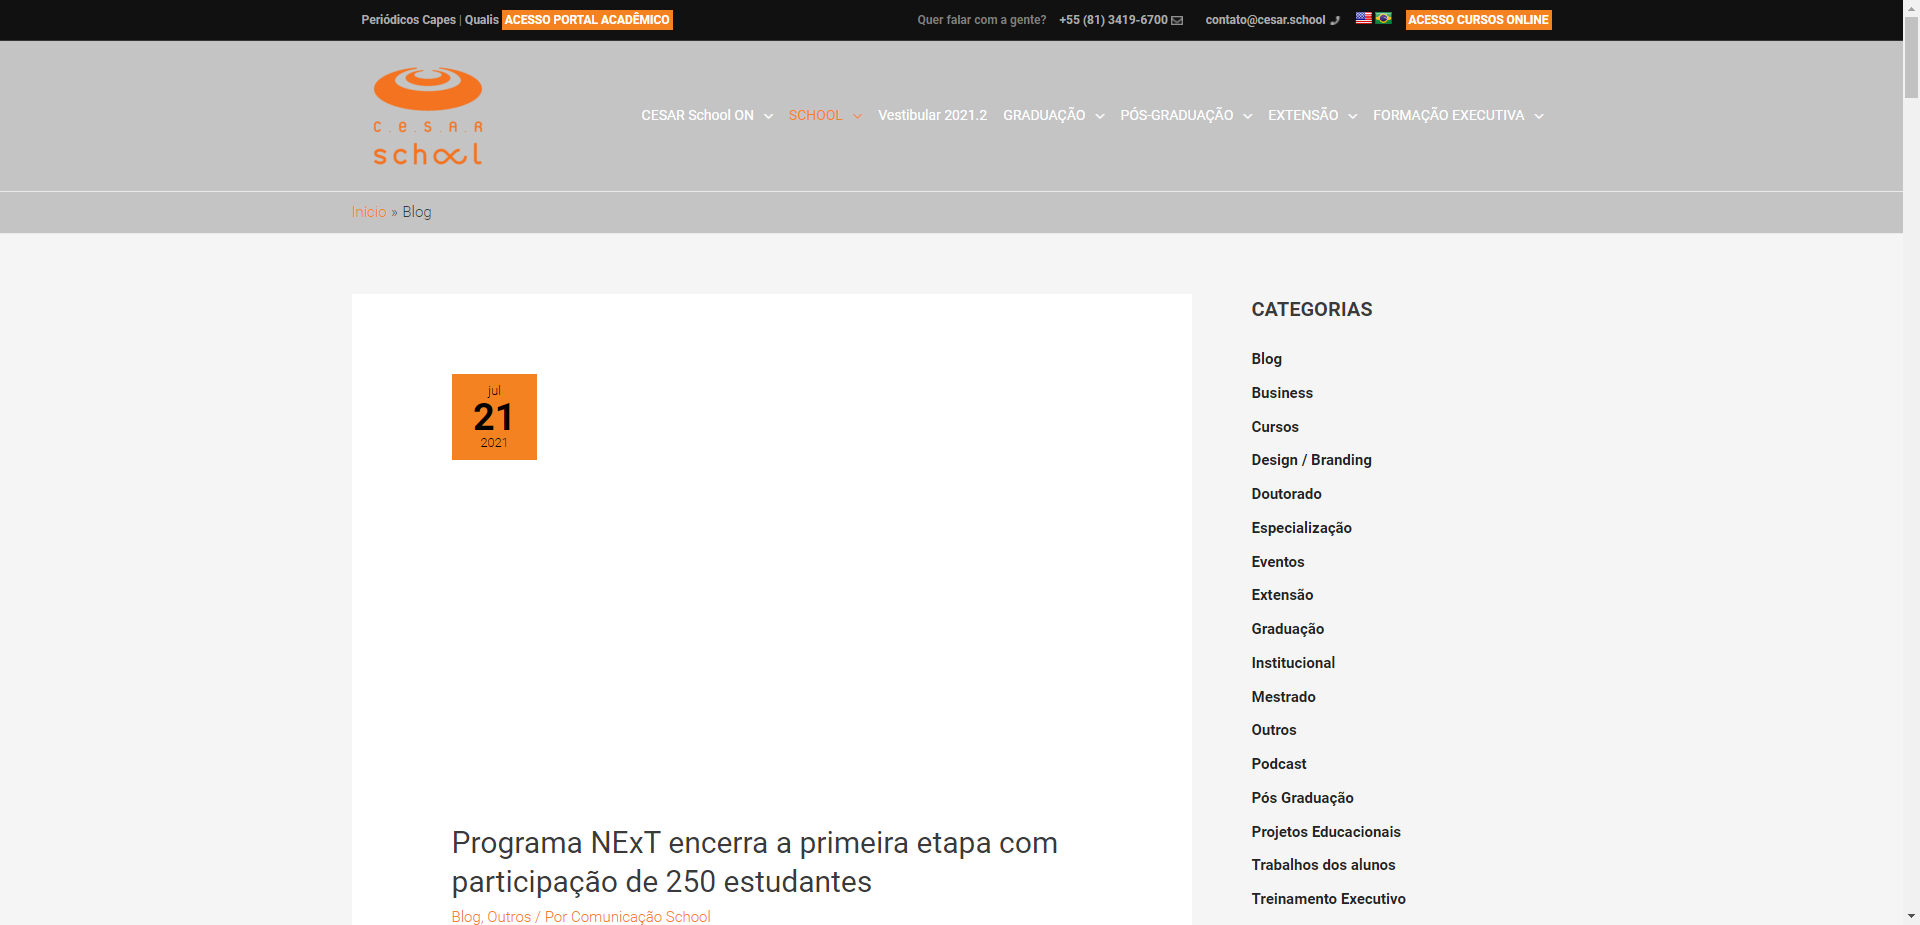 Periódicos Capes | Qualis ACESSO PORTAL ACADÊMICO
Quer falar com a gente? +55 (81) 3419-6700 contato@cesar.school ACESSO CURSOS ONLINE
C.e.S.A.R
school
CESAR School ON SCHOOL Vestibular 2021.2 GRADUAÇÃO PÓS-GRADUAÇÃO EXTENSÃO FORMAÇÃO EXECUTIVA
Início » Blog
jul
21
2021
Programa NExT encerra a primeira etapa com
participação de 250 estudantes
Blog, Outros / Por Comunicação School
CATEGORIAS
Blog
Business
Cursos
Design / Branding
Doutorado
Especialização
Eventos
Extensão
Graduação
Institucional
Mestrado
Outros
Podcast
Pós Graduação
Projetos Educacionais
Trabalhos dos alunos
Treinamento Executivo